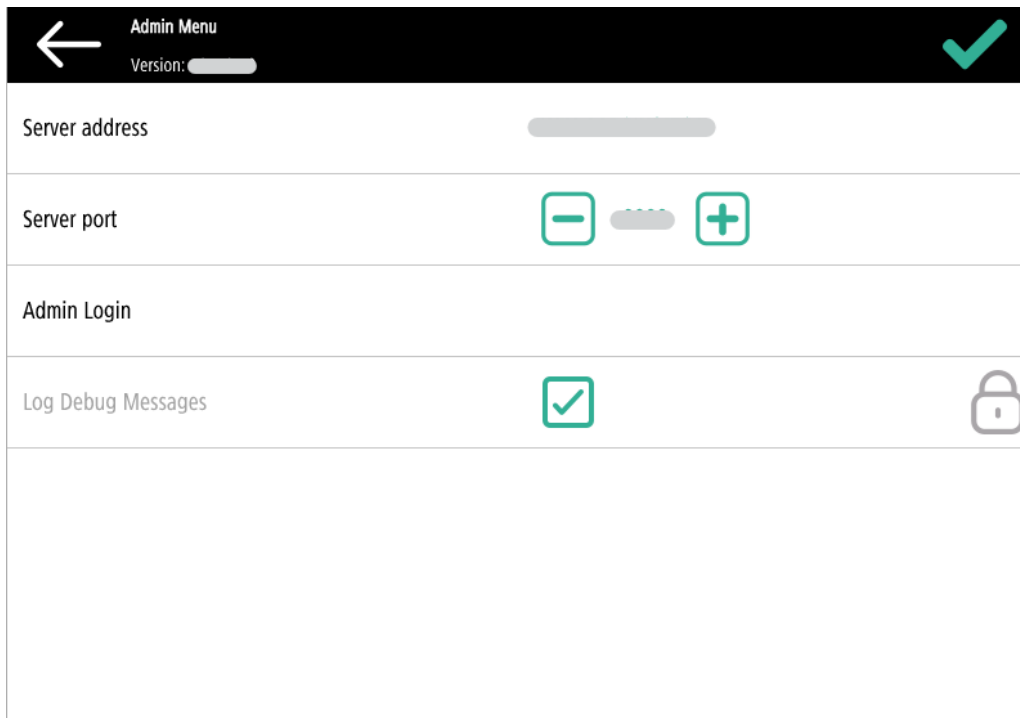 Admin Menu
Version:
Server address
Server port
Admin Login
Log Debug Messages